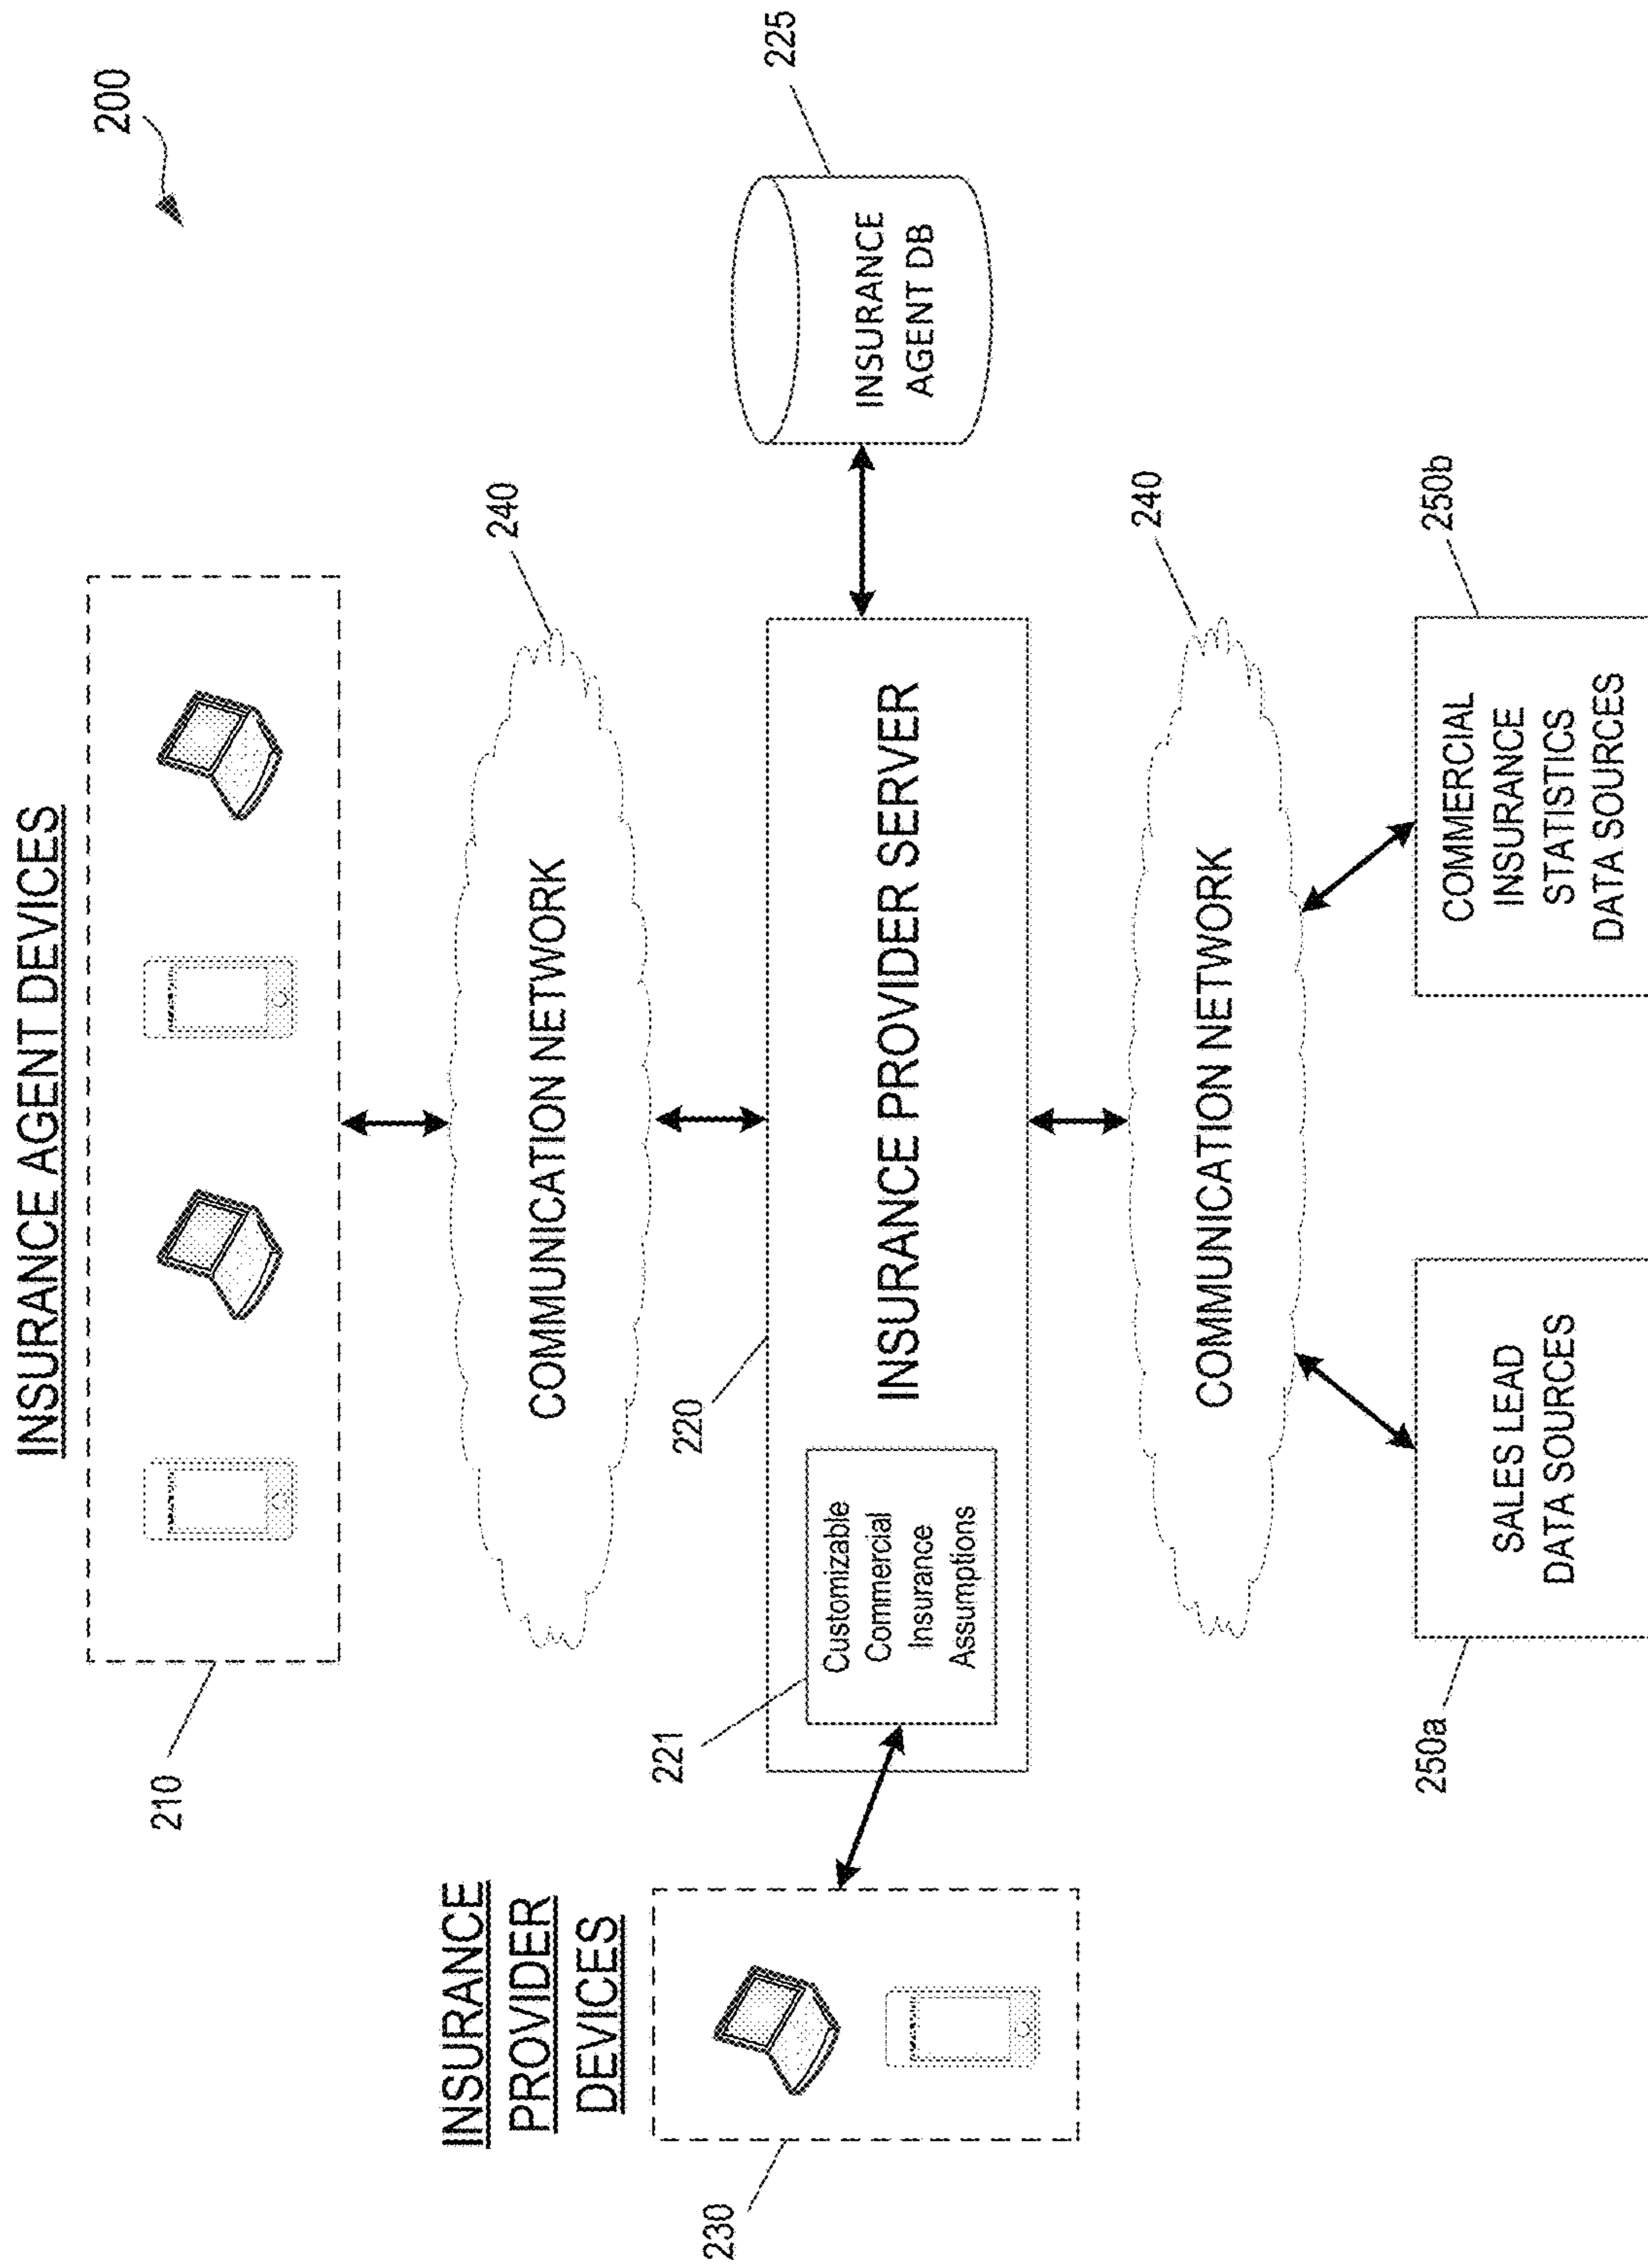 200
INSURANCE AGENT DEVICES
210
240
COMMUNICATION NETWORK
INSURANCE
PROVIDER
DEVICES
230
220
221
Customizable
Commercial
Insurance
Assumptions
INSURANCE PROVIDER SERVER
225
INSURANCE
AGENT DB
240
COMMUNICATION NETWORK
250a
SALES LEAD
DATA SOURCES
250b
COMMERCIAL
INSURANCE
STATISTICS
DATA SOURCES